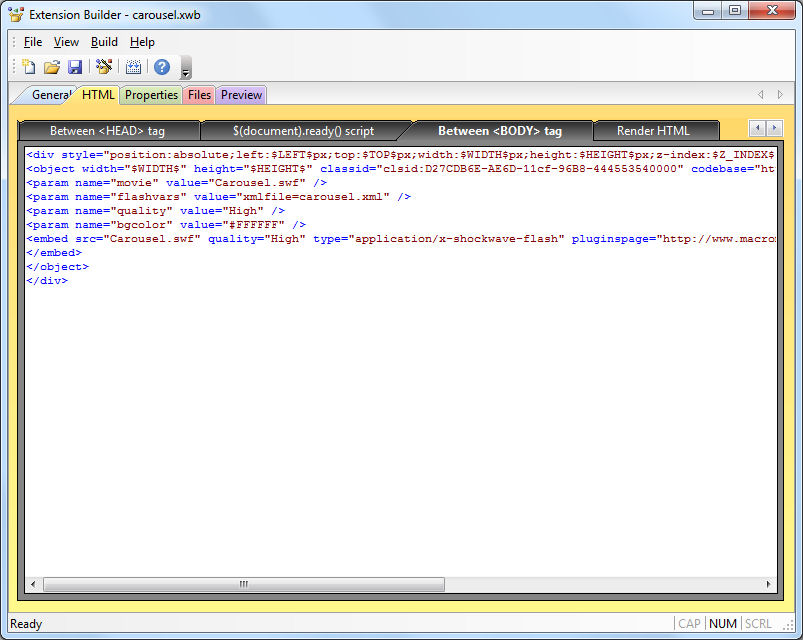 Extension Builder - carousel.xwb
File View Build Help
General HTML Properties Files Preview
Between <HEAD> tag $(document).ready() script Between <BODY> tag Render HTML
<div style="position:absolute;left:$LEFT$px;top:$TOP$px;width:$WIDTH$px;height:$HEIGHT$px;z-index:$Z_INDEX$
<object width="$WIDTH$" height="$HEIGHT$" classid="clsid:D27CDB6E-AE6D-11cf-96B8-444553540000" codebase="ht
<param name="movie" value="Carousel.swf" />
<param name="flashvars" value="xmlfile=carousel.xml" />
<param name="quality" value="High" />
<param name="bgcolor" value="#FFFFFF" />
<embed src="Carousel.swf" quality="High" type="application/x-shockwave-flash" pluginspage="http://www.macro
</embed>
</object>
</div>
Ready CAP NUM SCRL